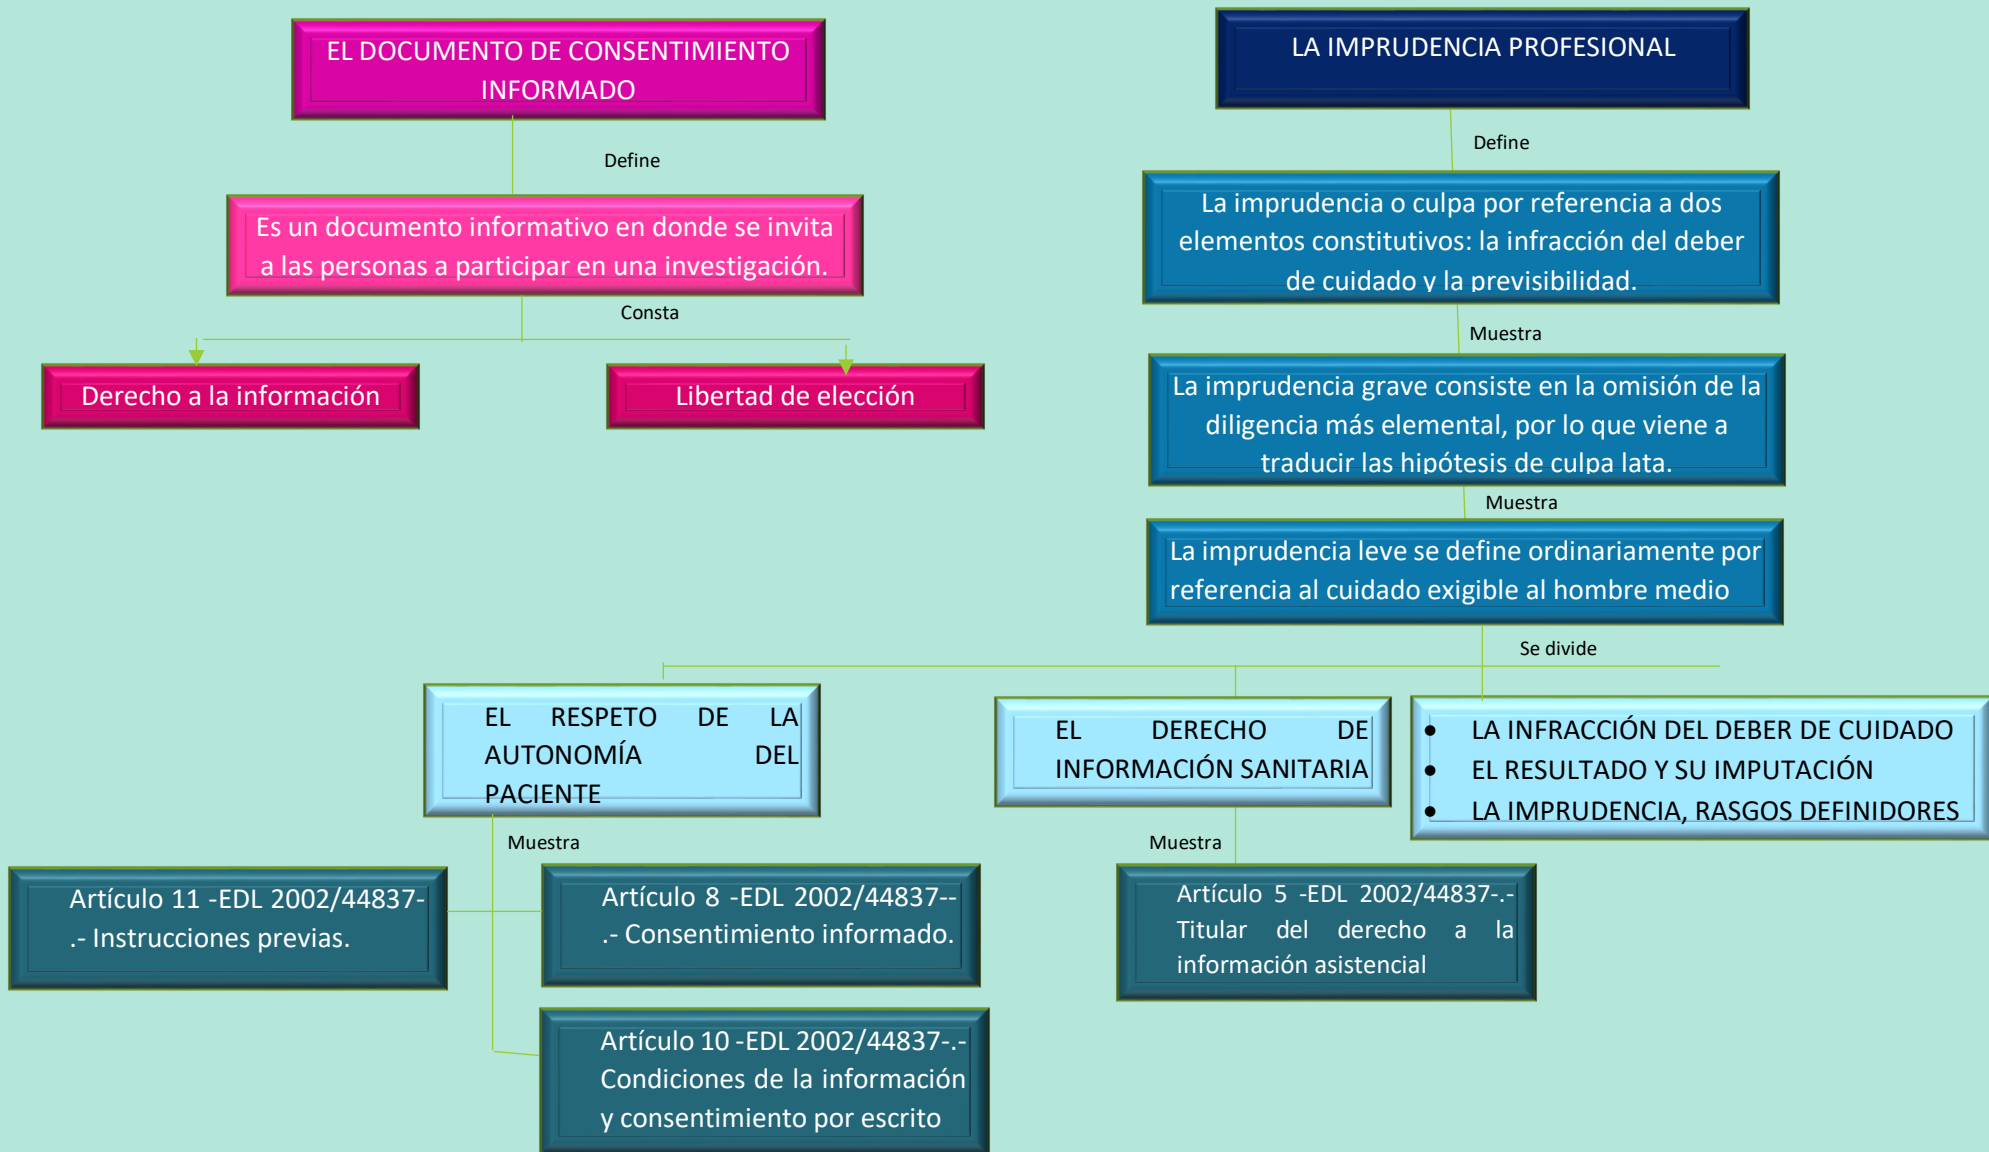 EL DOCUMENTO DE CONSENTIMIENTO
INFORMADO
Define
Es un documento informativo en donde se invita
a las personas a participar en una investigación.
Consta
Derecho a la información
Libertad de elección
LA IMPRUDENCIA PROFESIONAL
Define
La imprudencia o culpa por referencia a dos
elementos constitutivos: la infracción del deber
de cuidado y la previsibilidad.
Muestra
La imprudencia grave consiste en la omisión de la
diligencia más elemental, por lo que viene a
traducir las hipótesis de culpa lata.
Muestra
La imprudencia leve se define ordinariamente por
referencia al cuidado exigible al hombre medio
Se divide
EL RESPETO DE LA
AUTONOMÍA DEL
PACIENTE
EL DERECHO DE
INFORMACIÓN SANITARIA
• LA INFRACCIÓN DEL DEBER DE CUIDADO
• EL RESULTADO Y SU IMPUTACIÓN
• LA IMPRUDENCIA, RASGOS DEFINIDORES
Muestra
Muestra
Artículo 11 -EDL 2002/44837-
.- Instrucciones previas.
Artículo 8 -EDL 2002/44837--
.- Consentimiento informado.
Artículo 5 -EDL 2002/44837-.-
Titular del derecho a la
información asistencial
Artículo 10 -EDL 2002/44837-.-
Condiciones de la información
y consentimiento por escrito